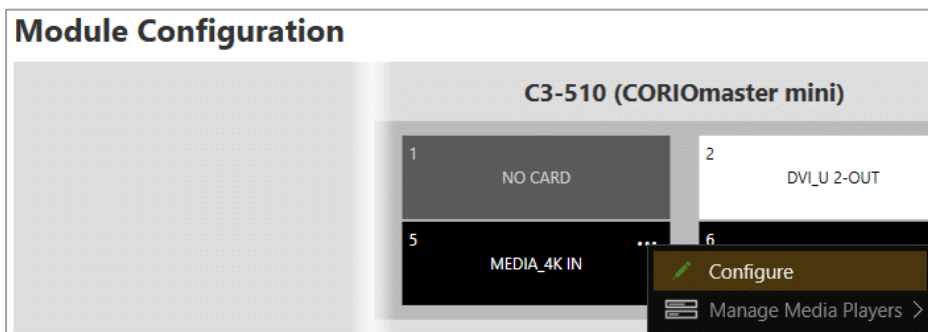 Module Configuration
C3-510 (CORIOmaster mini)
1
NO CARD
2
DVI_U 2-OUT
5
...
MEDIA_4K IN
6
Configure
Manage Media Players >